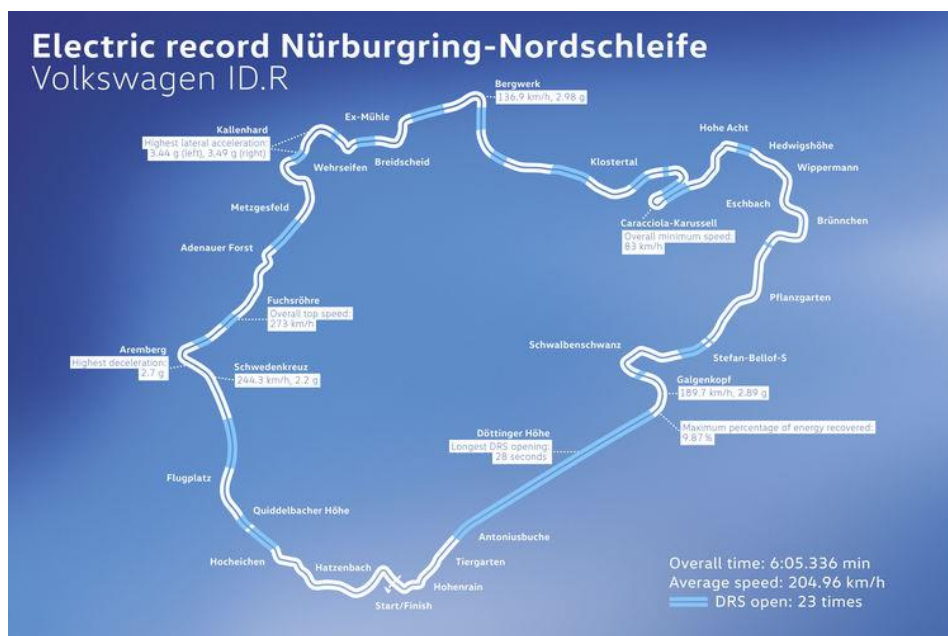 Electric record Nürburgring-Nordschleife
Volkswagen ID.R
Bergwerk
136.9 km/h, 2.98 g
Ex-Mühle
Kallenhard
Highest lateral acceleration:
3.44 g (left), 3.49 g (right)
Breidscheid
Wehrseifen
Hohe Acht
Hedwigshöhe
Wippermann
Klostertal
Eschbach
Brünnchen
Caracciola-Karussell
Overall minimum speed:
83 km/h
Metzgesfeld
Adenauer Forst
Pflanzgarten
Fuchsröhre
Overall top speed:
273 km/h
Schwalbenschwanz
Stefan-Bellof-S
Aremberg
Highest deceleration:
2.7 g
Schwedenkreuz
244.3 km/h, 2.2 g
Galgenkopf
189.7 km/h, 2.89 g
Maximum percentage of energy recovered:
9.87 %
Döttinger Höhe
Longest DRS opening:
28 seconds
Flugplatz
Quiddelbacher Höhe
Antoniusbuche
Hocheichen
Hatzenbach
Tiergarten
Hohenrain
Start/Finish
Overall time: 6:05.336 min
Average speed: 204.96 km/h
DRS open: 23 times